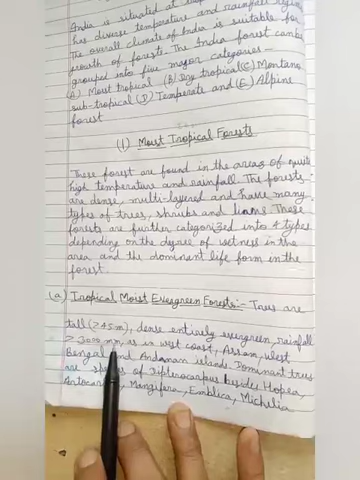 India is situated at
has diverse temperature and rainfall
The overall climate of India is suitable for
growth of forests. The India forest can be
grouped into five major categories -
(A) Moist tropical (B) Dry tropical (C) Montane
sub-tropical (D) Temperate and (E) Alpine
forest
(1) Moist Tropical Forests
These forest are found in the areas of quite
high temperature and rainfall. The forests
are dense, multi-layered and have many
types of trees, shrubs and lians. These
forests are further categorized into 4 types
depending on the degree of wetness in the
area and the dominant life form in the
forest.
(a) Tropical Moist Evergreen Forests:- Trees are
tall (>45m), dense entirely evergreen, rainfall
> 3000 mm, as in west coast, Assam, West
Bengal and Andaman islands. Dominant trees
are species of Dipterocarpus besides Hopea,
Mangifera, Emblica, Michelia